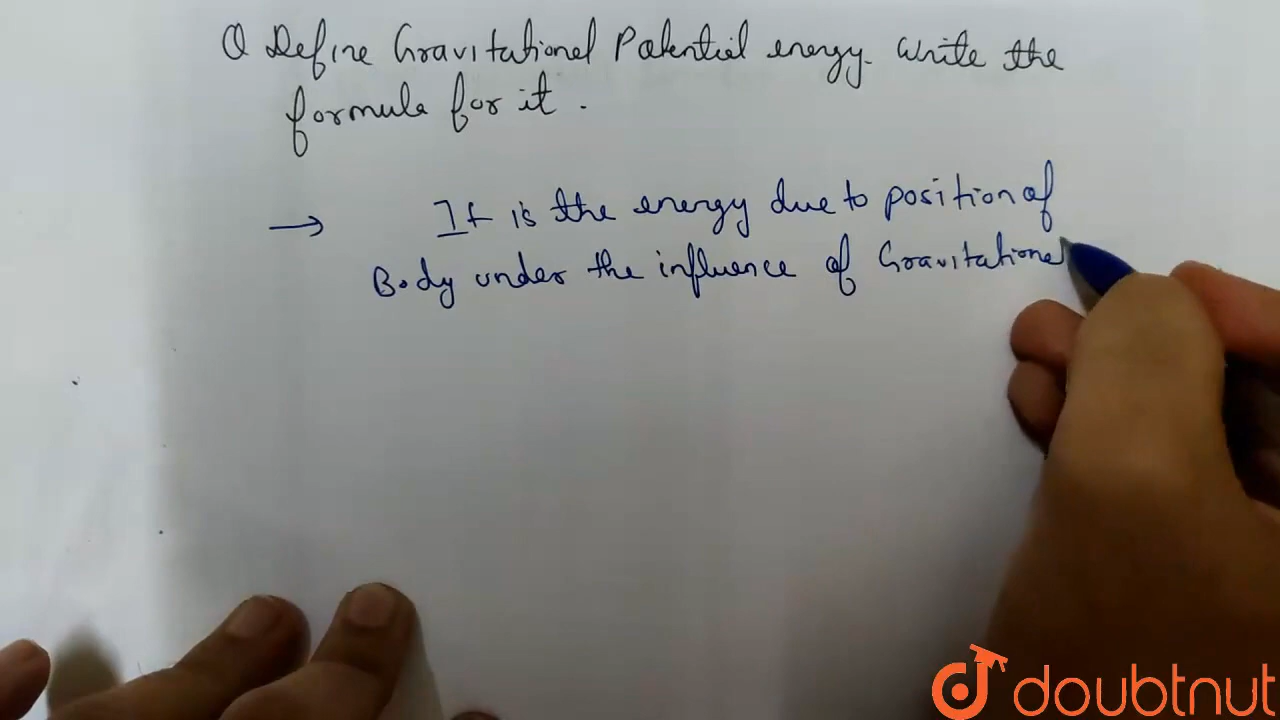 Q Define Gravitational Potential energy. Write the
formula for it.
→ It is the energy due to position of
Body under the influence of Gravitational
doubtnut